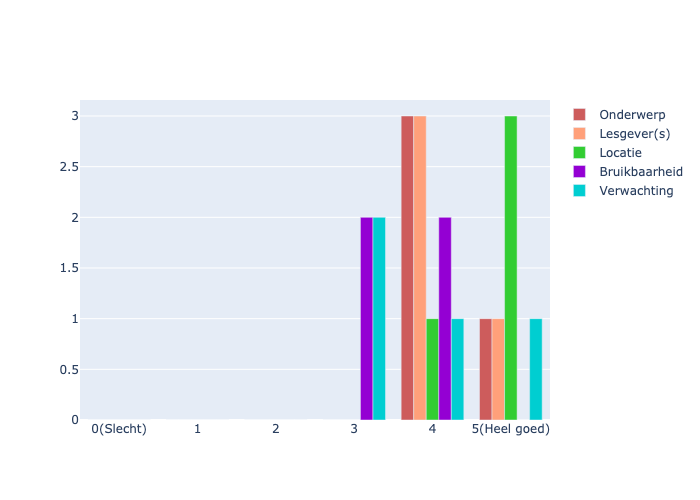 3
2.5
2
1.5
1
0.5
0
0(Slecht)
1
2
3
4
5(Heel goed)
Onderwerp
Lesgever(s)
Locatie
Bruikbaarheid
Verwachting